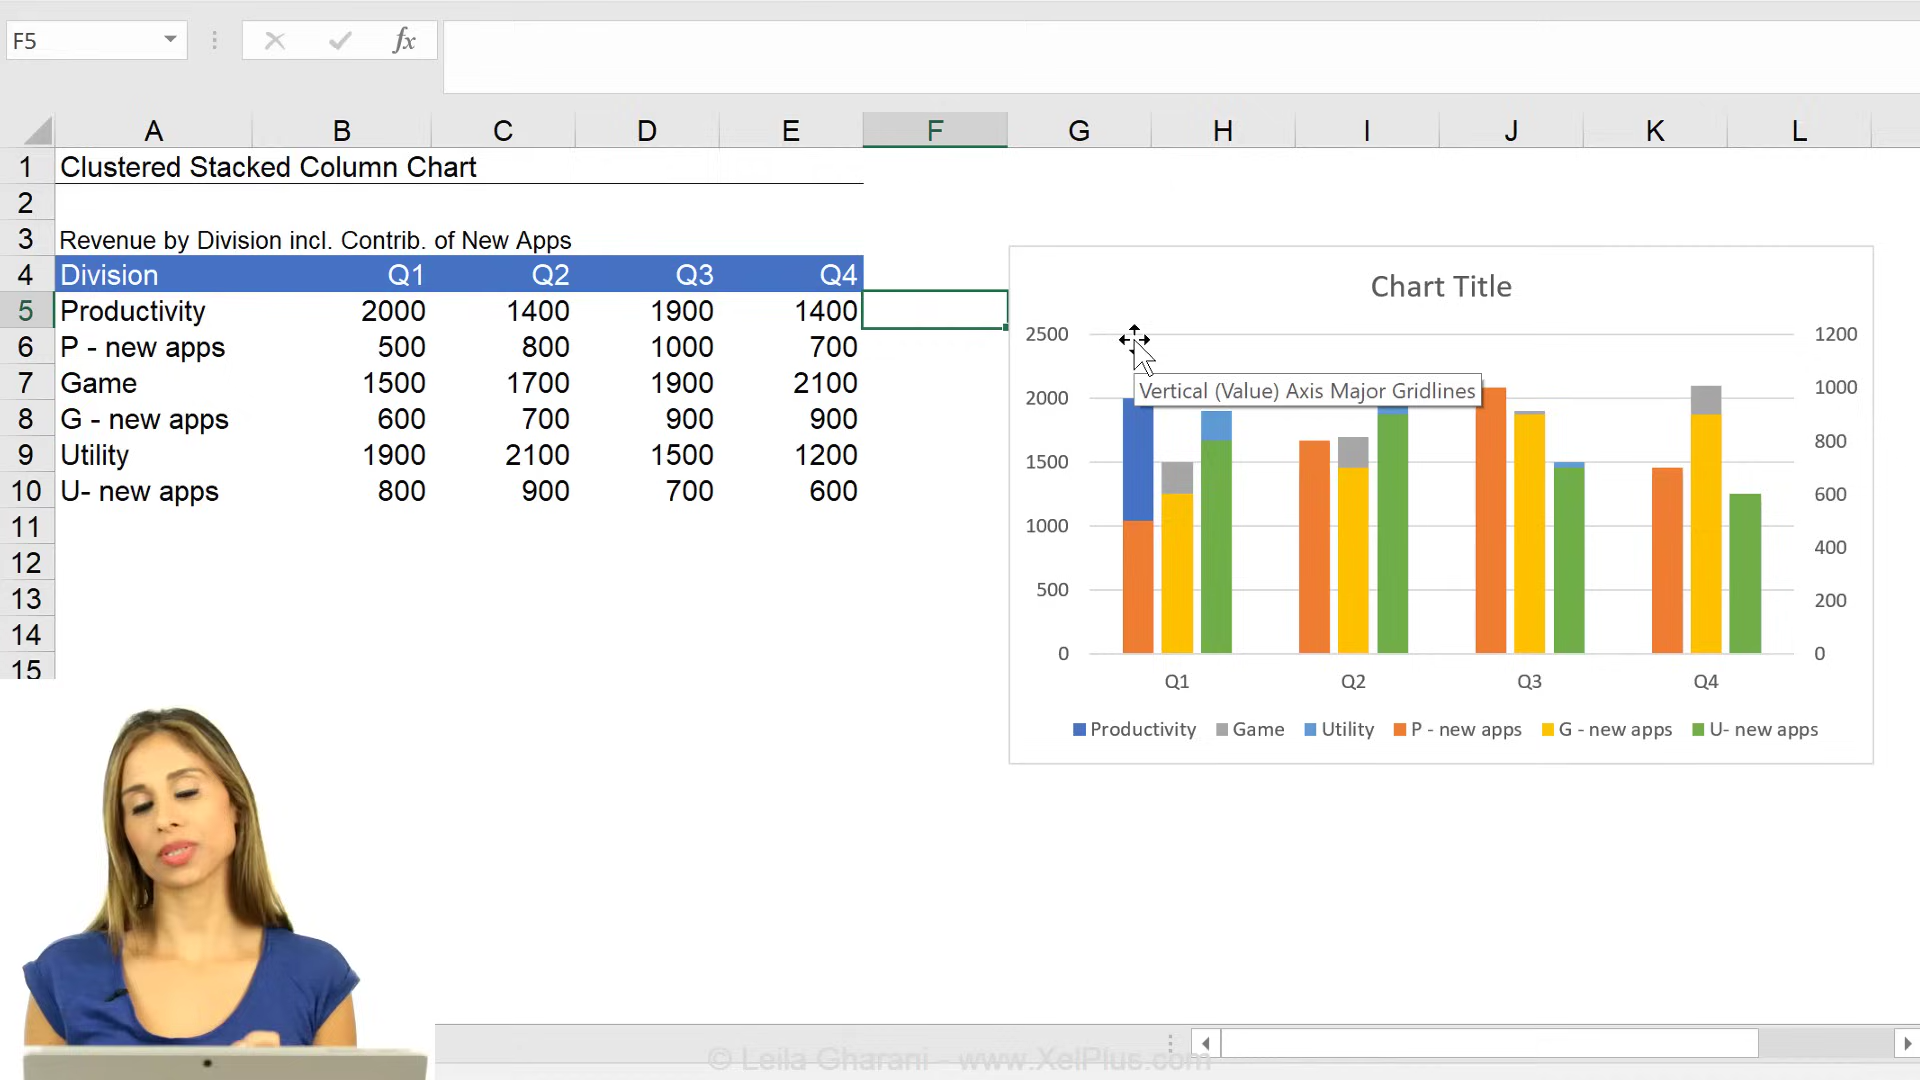 F5
fx
A B C D E F G H I J K L
1 Clustered Stacked Column Chart
2
3 Revenue by Division incl. Contrib. of New Apps
4 Division Q1 Q2 Q3 Q4
5 Productivity 2000 1400 1900 1400
6 P - new apps 500 800 1000 700
7 Game 1500 1700 1900 2100
8 G - new apps 600 700 900 900
9 Utility 1900 2100 1500 1200
10 U- new apps 800 900 700 600
11
12
13
14
15
Chart Title
2500 1200
Vertical (Value) Axis Major Gridlines
2000 1000
1500 800
1000 600
500 400
0 200
0
Q1 Q2 Q3 Q4
Productivity Game Utility P - new apps G - new apps U- new apps
© Leila Gharani - www.XelPlus.com